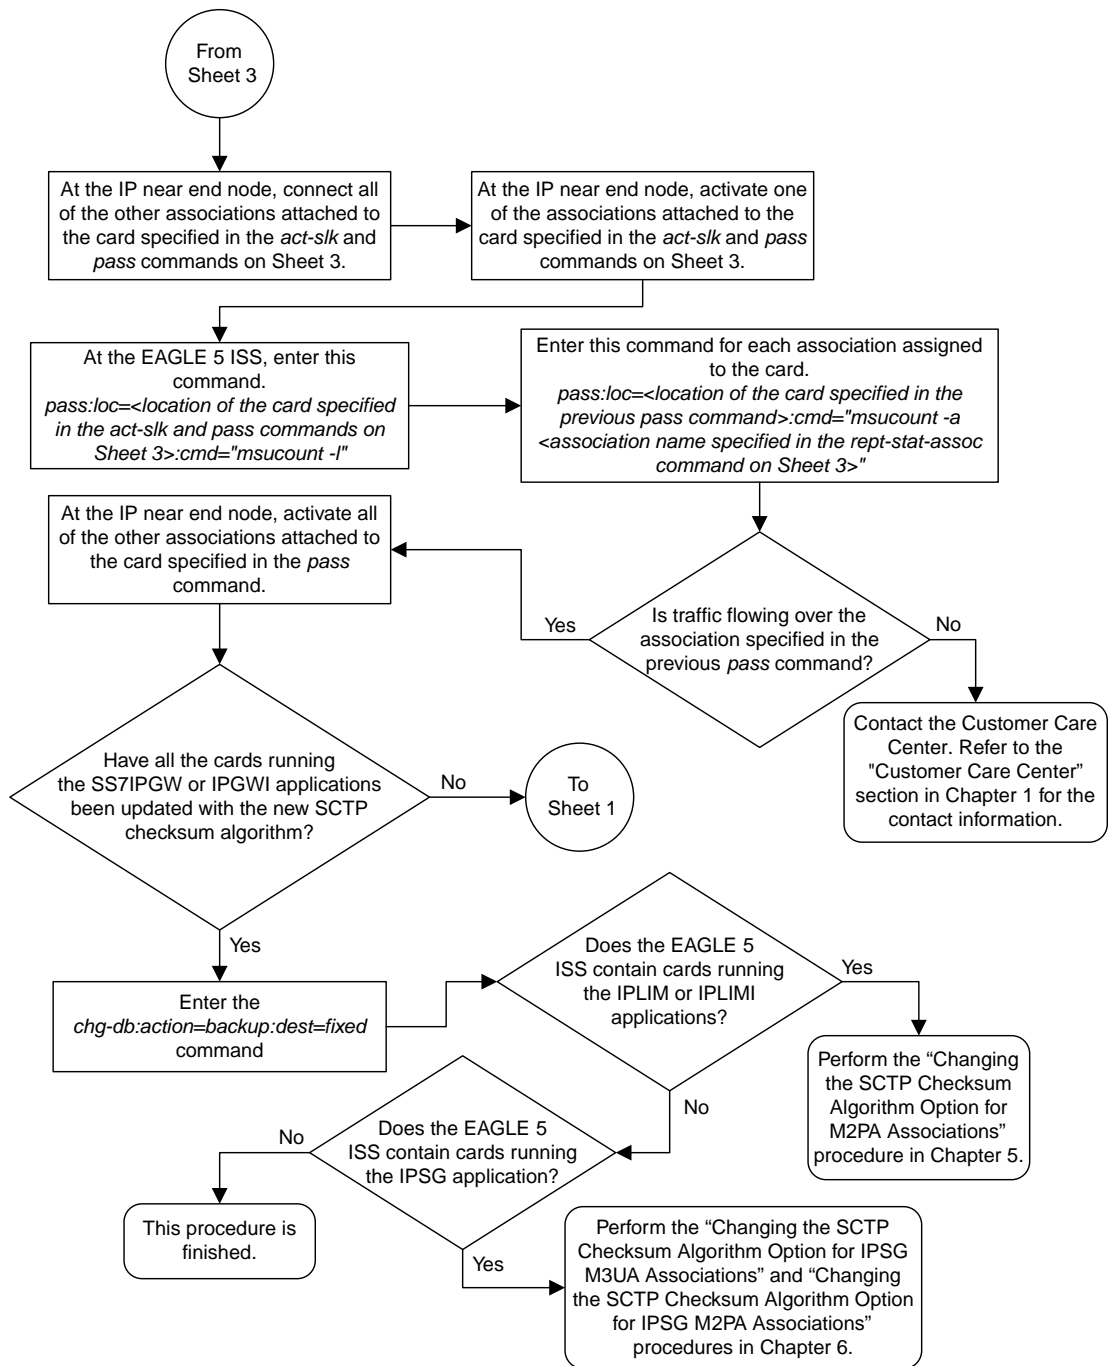 From
Sheet 3
At the IP near end node, connect all
of the other associations attached to
the card specified in the act-slk and
pass commands on Sheet 3.
At the IP near end node, activate one
of the associations attached to the
card specified in the act-slk and pass
commands on Sheet 3.
At the EAGLE 5 ISS, enter this
command.
pass:loc=<location of the card specified
in the act-slk and pass commands on
Sheet 3>:cmd="msucount -l"
Enter this command for each association assigned
to the card.
pass:loc=<location of the card specified in the
previous pass command>:cmd="msucount -a
<association name specified in the rept-stat-assoc
command on Sheet 3>"
At the IP near end node, activate all
of the other associations attached to
the card specified in the pass
command.
Yes
Is traffic flowing over the
association specified in the
previous pass command?
No
Contact the Customer Care
Center. Refer to the
"Customer Care Center”
section in Chapter 1 for the
contact information.
Have all the cards running
the SS7IPGW or IPGWI applications
been updated with the new SCTP
checksum algorithm?
No
To
Sheet 1
Yes
Enter the
chg-db:action=backup:dest=fixed
command
Does the EAGLE 5
ISS contain cards running
the IPLIM or IPLIMI
applications?
Yes
Perform the “Changing
the SCTP Checksum
Algorithm Option for
M2PA Associations”
procedure in Chapter 5.
No
Does the EAGLE 5
ISS contain cards running
the IPSG application?
No
This procedure is
finished.
Yes
Perform the “Changing the SCTP
Checksum Algorithm Option for IPSG
M3UA Associations” and “Changing
the SCTP Checksum Algorithm Option
for IPSG M2PA Associations”
procedures in Chapter 6.